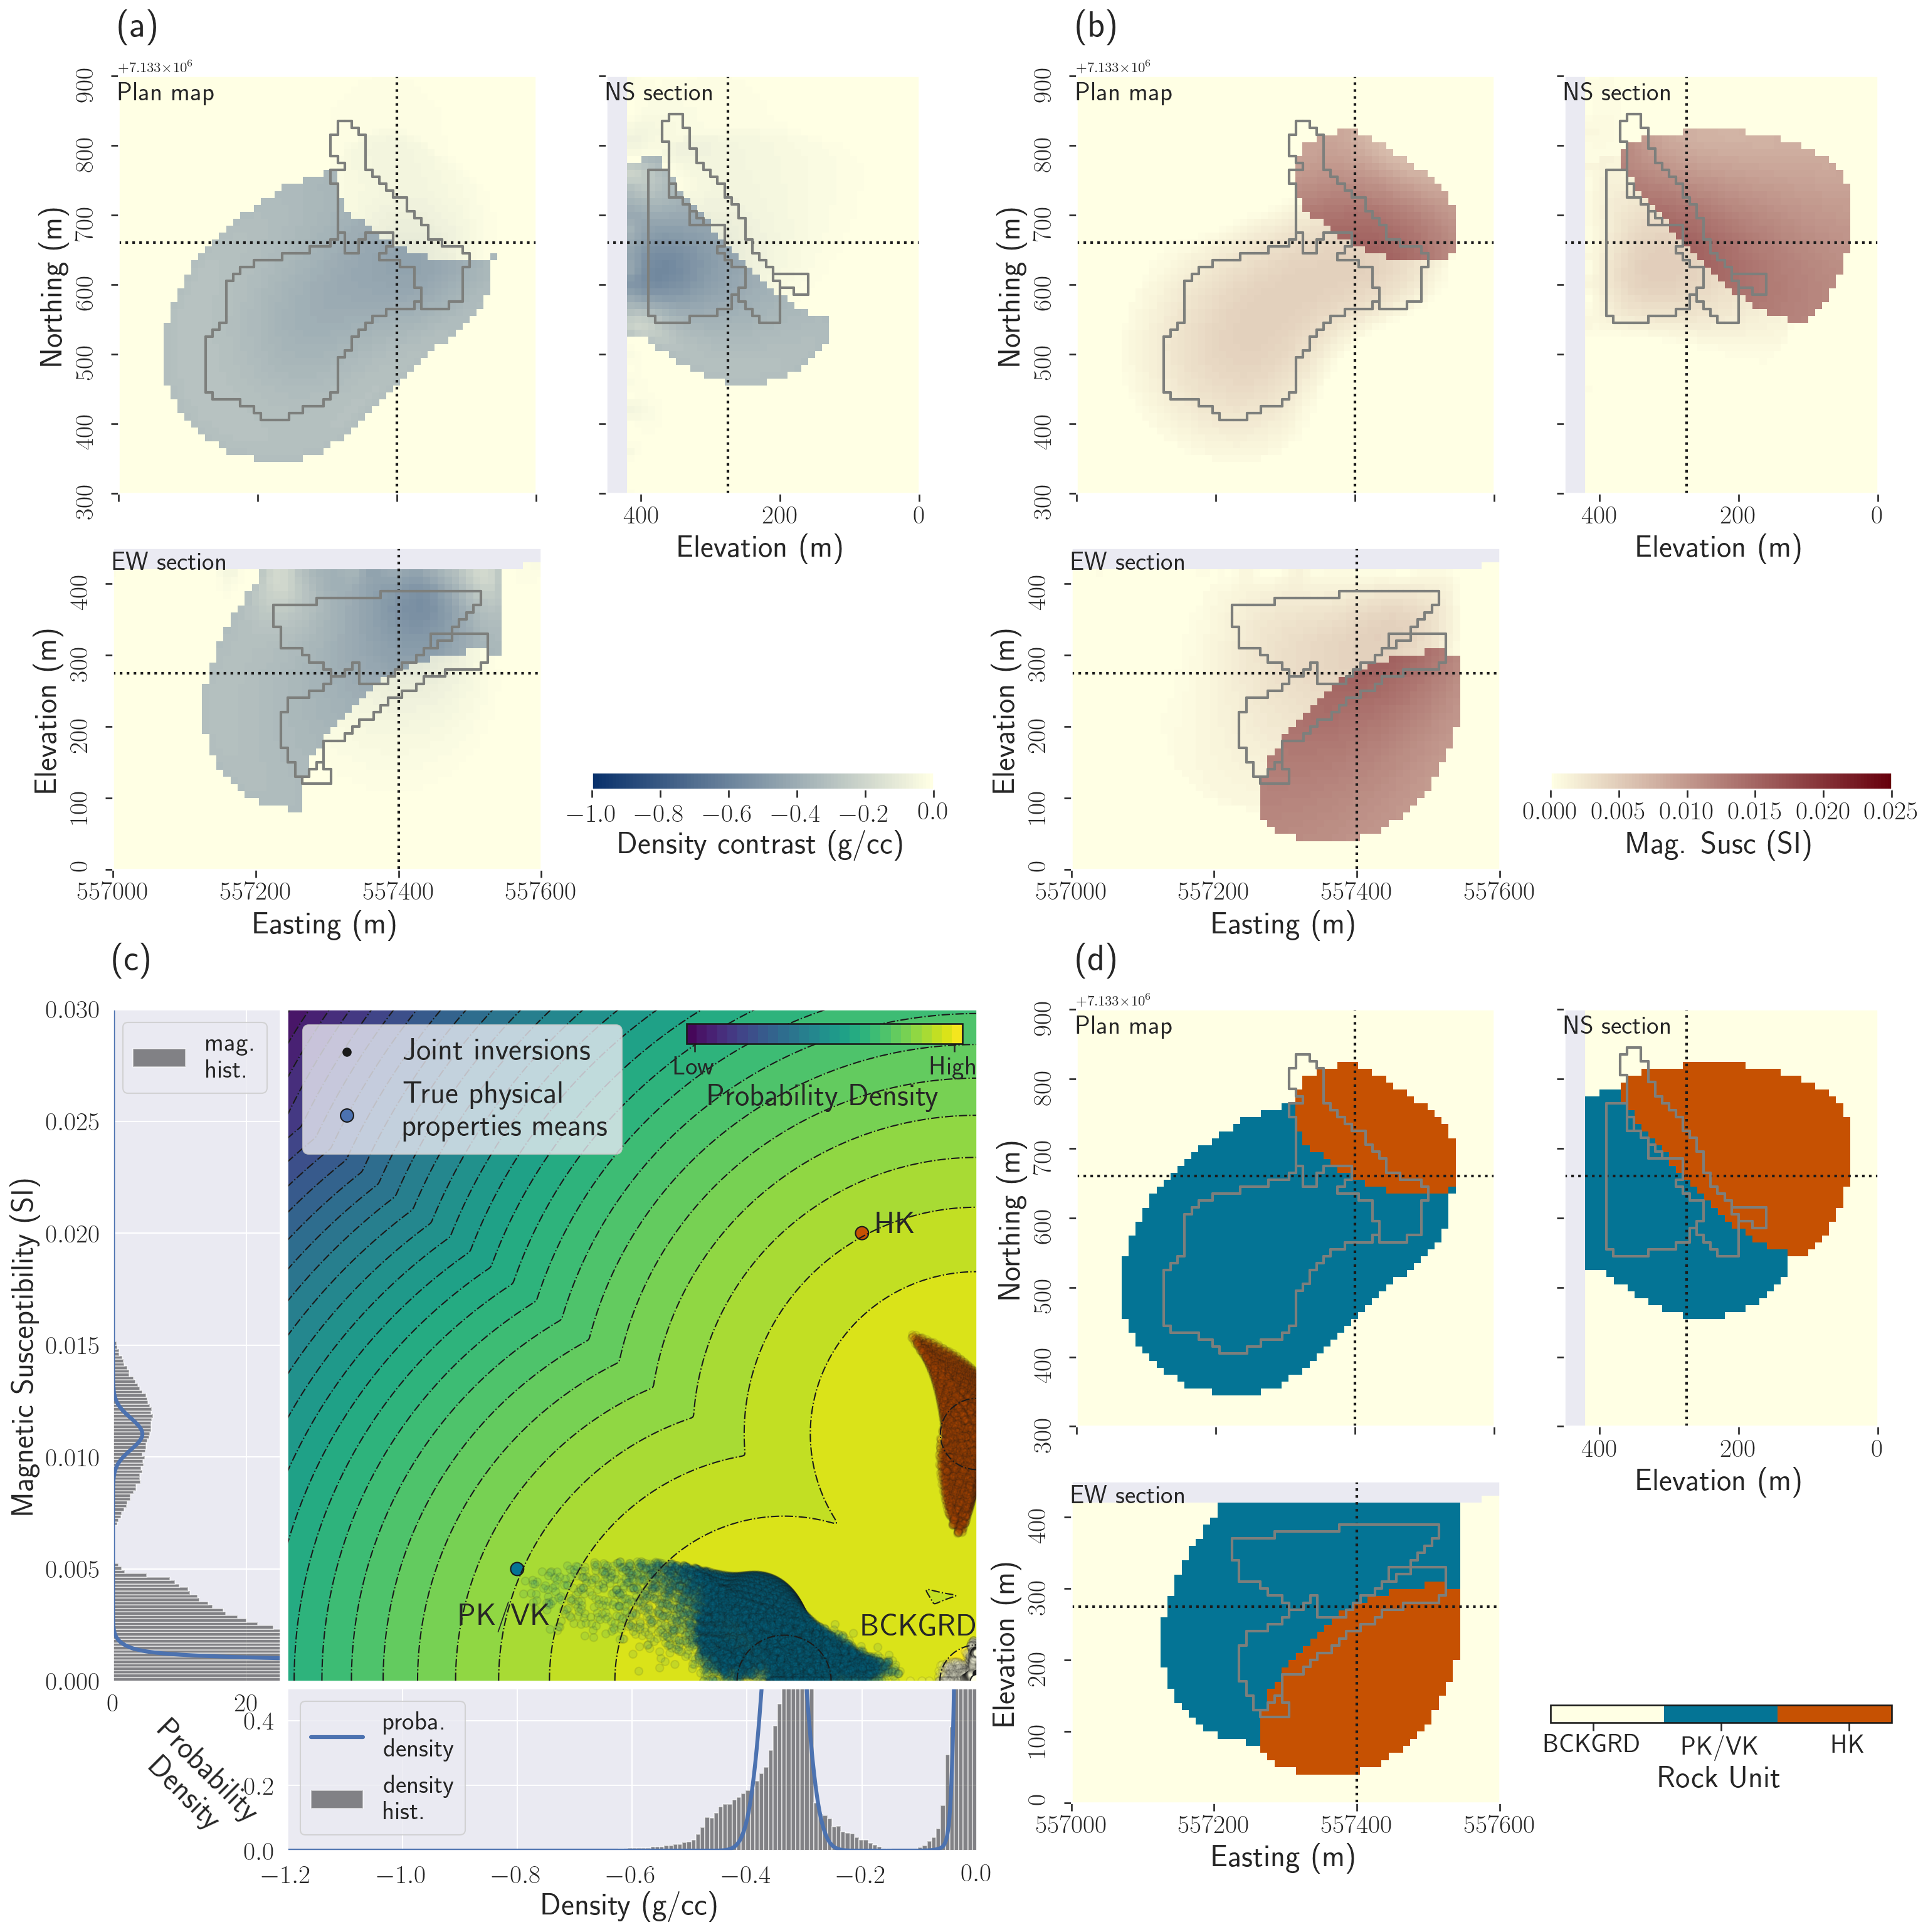 (a)
+7.133×10⁶
Plan map
NS section
900
800
700
600
500
400
300
Northing (m)
400
200
0
Elevation (m)
EW section
400
300
200
100
0
Elevation (m)
557000
557200
557400
557600
Easting (m)
−1.0
−0.8
−0.6
−0.4
−0.2
0.0
Density contrast (g/cc)
(b)
+7.133×10⁶
Plan map
NS section
900
800
700
600
500
400
300
Northing (m)
400
200
0
Elevation (m)
EW section
400
300
200
100
0
Elevation (m)
557000
557200
557400
557600
Easting (m)
0.000
0.005
0.010
0.015
0.020
0.025
Mag. Susc (SI)
(c)
0.030
0.025
0.020
0.015
0.010
0.005
0.000
Magnetic Susceptibility (SI)
mag.
hist.
0
20
Probability
Density
Joint inversions
True physical
properties means
Low
High
Probability Density
HK
PK/VK
BCKGRD
0.4
0.2
0.0
proba.
density
density
hist.
−1.2
−1.0
−0.8
−0.6
−0.4
−0.2
0.0
Density (g/cc)
(d)
+7.133×10⁶
Plan map
NS section
900
800
700
600
500
400
300
Northing (m)
400
200
0
Elevation (m)
EW section
400
300
200
100
0
Elevation (m)
557000
557200
557400
557600
Easting (m)
BCKGRD
PK/VK
HK
Rock Unit